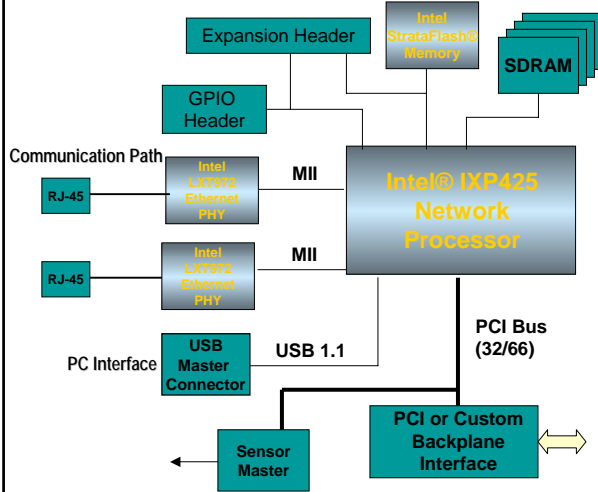 Expansion Header
Intel
StrataFlash®
Memory
SDRAM
GPIO
Header
Communication Path
RJ-45
Intel
LXT972
Ethernet
PHY
MII
Intel® IXP425
Network
Processor
RJ-45
Intel
LXT972
Ethernet
PHY
MII
PC Interface
USB
Master
Connector
USB 1.1
PCI Bus
(32/66)
Sensor
Master
PCI or Custom
Backplane
Interface